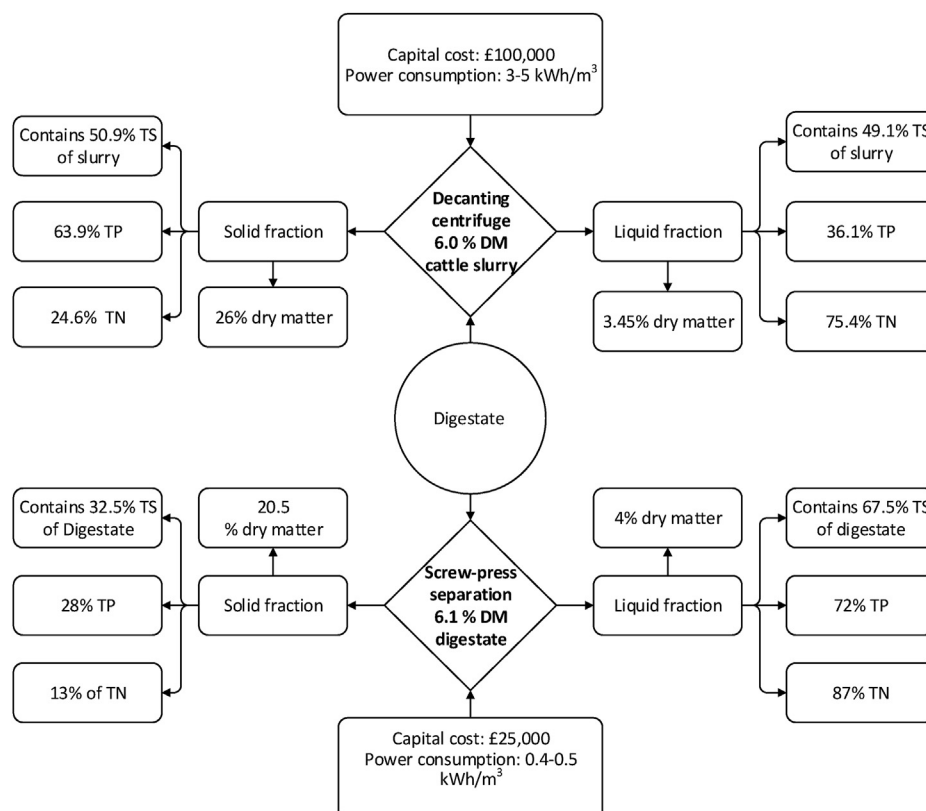 Capital cost: £100,000
Power consumption: 3-5 kWh/m³
Contains 50.9% TS
of slurry
63.9% TP
24.6% TN
Solid fraction
26% dry matter
Decanting
centrifuge
6.0 % DM
cattle slurry
Liquid fraction
3.45% dry matter
Contains 49.1% TS
of slurry
36.1% TP
75.4% TN
Digestate
Contains 32.5% TS
of Digestate
28% TP
13% of TN
20.5
% dry matter
Solid fraction
Screw-press
separation
6.1 % DM
digestate
4% dry matter
Liquid fraction
Contains 67.5% TS
of digestate
72% TP
87% TN
Capital cost: £25,000
Power consumption: 0.4-0.5
kWh/m³